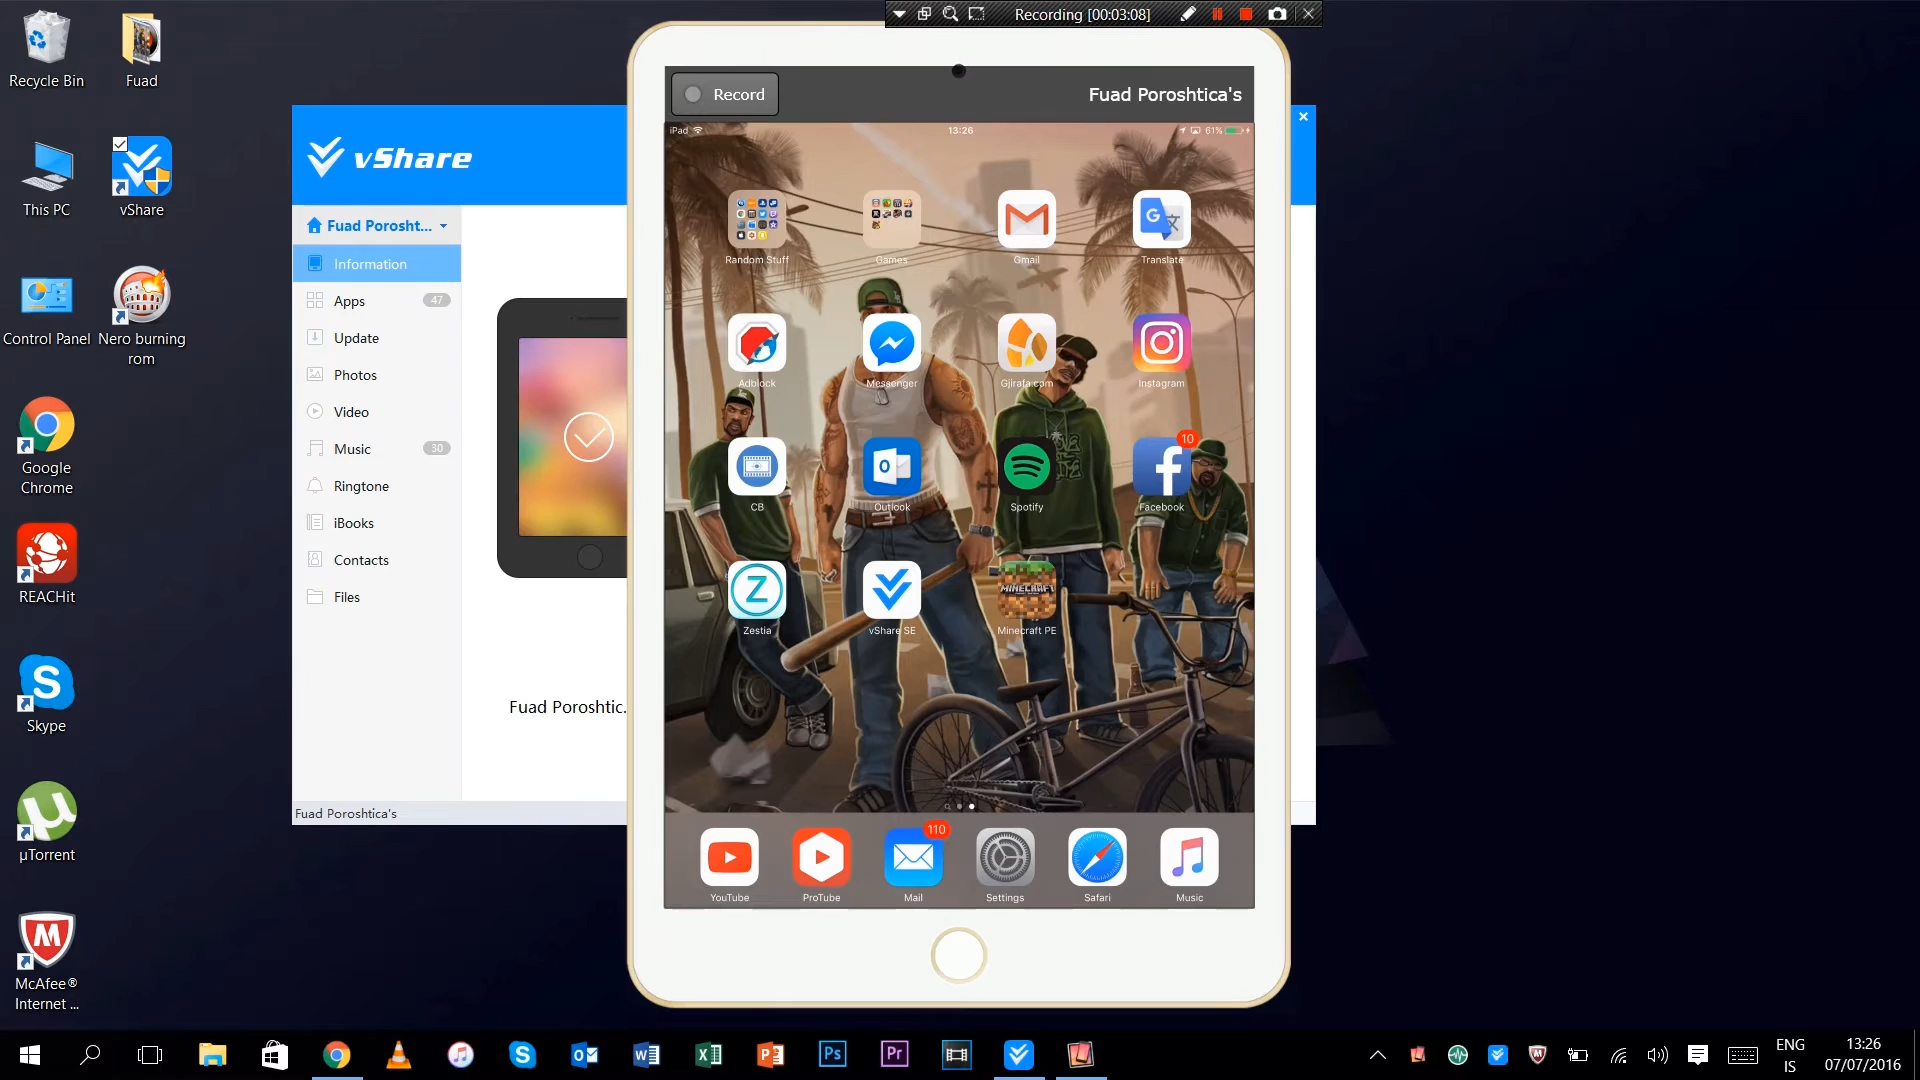 Recording [00:03:08]
Recycle Bin
Fuad
This PC
vShare
Control Panel
Nero burning
rom
Google
Chrome
REACHit
Skype
µTorrent
McAfee®
Internet ...
vShare
Fuad Porosht...
Information
Apps
47
Update
Photos
Video
Music
30
Ringtone
iBooks
Contacts
Files
Fuad Poroshtic.
Fuad Poroshtica's
Record
Fuad Poroshtica's
iPad
13:26
61%
Random Stuff
Games
Gmail
Translate
Adblock
Messenger
Gjirafa.com
Instagram
CB
Outlook
Spotify
10
Facebook
Z
Zestia
vShare SE
MINECRAFT
Minecraft PE
YouTube
ProTube
110
Mail
Settings
Safari
Music
Ps
Pr
ENG
IS
13:26
07/07/2016